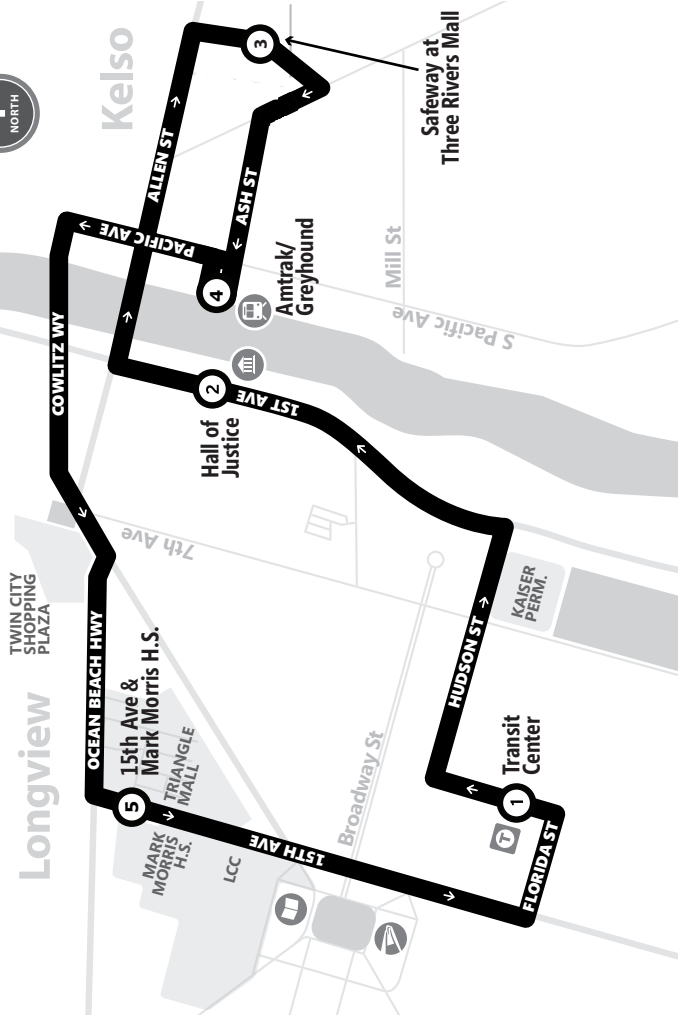 NORTH
Kelso
3
Safeway at
Three Rivers Mall
ALLEN ST
ASH ST
PACIFIC AVE
4
Amtrak/
Greyhound
Mill St
S Pacific Ave
COWLITZ WY
2
1ST AVE
Hall of
Justice
7th Ave
TWIN CITY
SHOPPING
PLAZA
KAISER
PERM.
HUDSON ST
OCEAN BEACH HWY
Longview
15th Ave &
Mark Morris H.S.
5
TRIANGLE
MALL
MARK
MORRIS
H.S.
LCC
15TH AVE
Broadway St
Transit
Center
1
T
FLORIDA ST